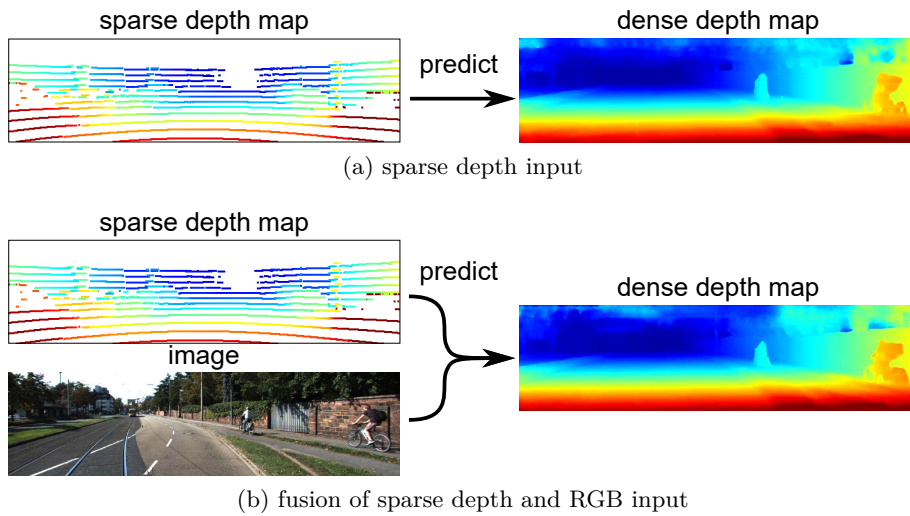 sparse depth map
dense depth map
predict
(a) sparse depth input
sparse depth map
predict
dense depth map
image
(b) fusion of sparse depth and RGB input